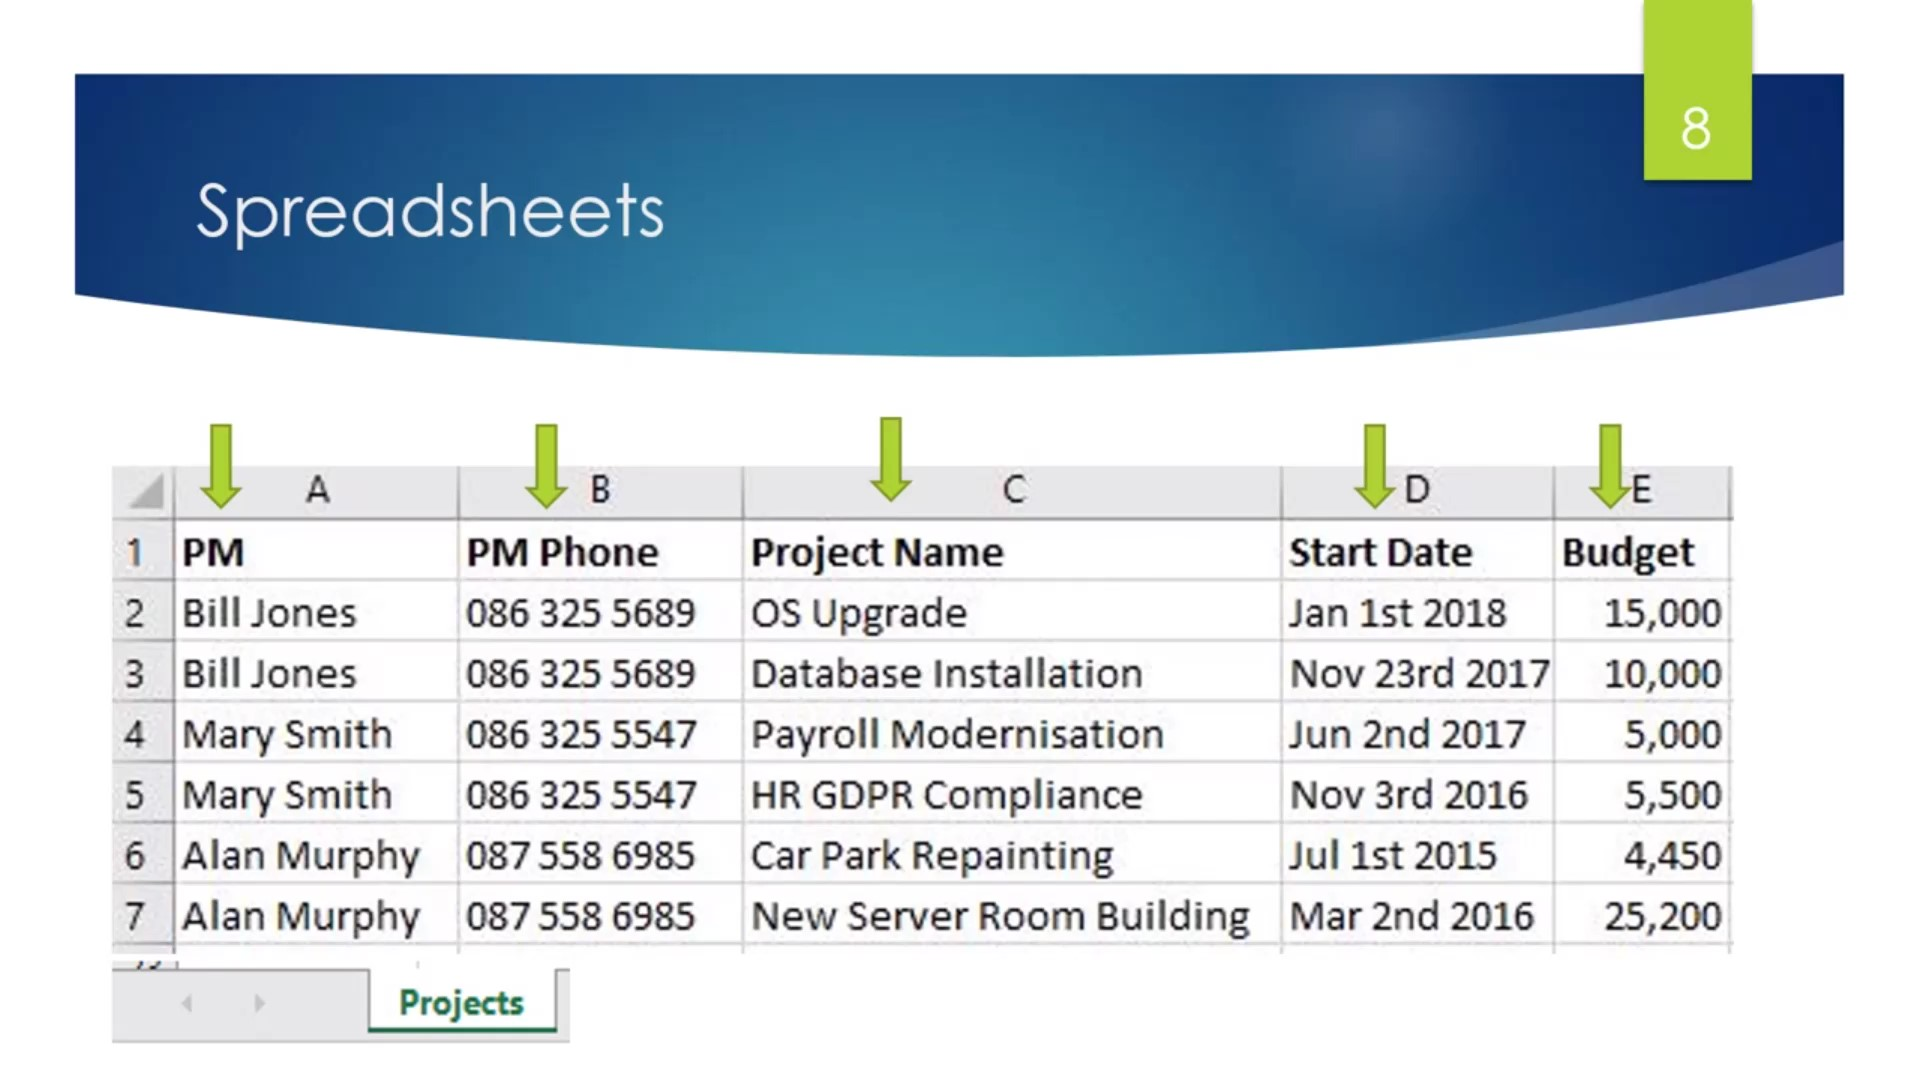 8
Spreadsheets
A B C D E
1 PM PM Phone Project Name Start Date Budget
2 Bill Jones 086 325 5689 OS Upgrade Jan 1st 2018 15,000
3 Bill Jones 086 325 5689 Database Installation Nov 23rd 2017 10,000
4 Mary Smith 086 325 5547 Payroll Modernisation Jun 2nd 2017 5,000
5 Mary Smith 086 325 5547 HR GDPR Compliance Nov 3rd 2016 5,500
6 Alan Murphy 087 558 6985 Car Park Repainting Jul 1st 2015 4,450
7 Alan Murphy 087 558 6985 New Server Room Building Mar 2nd 2016 25,200
Projects